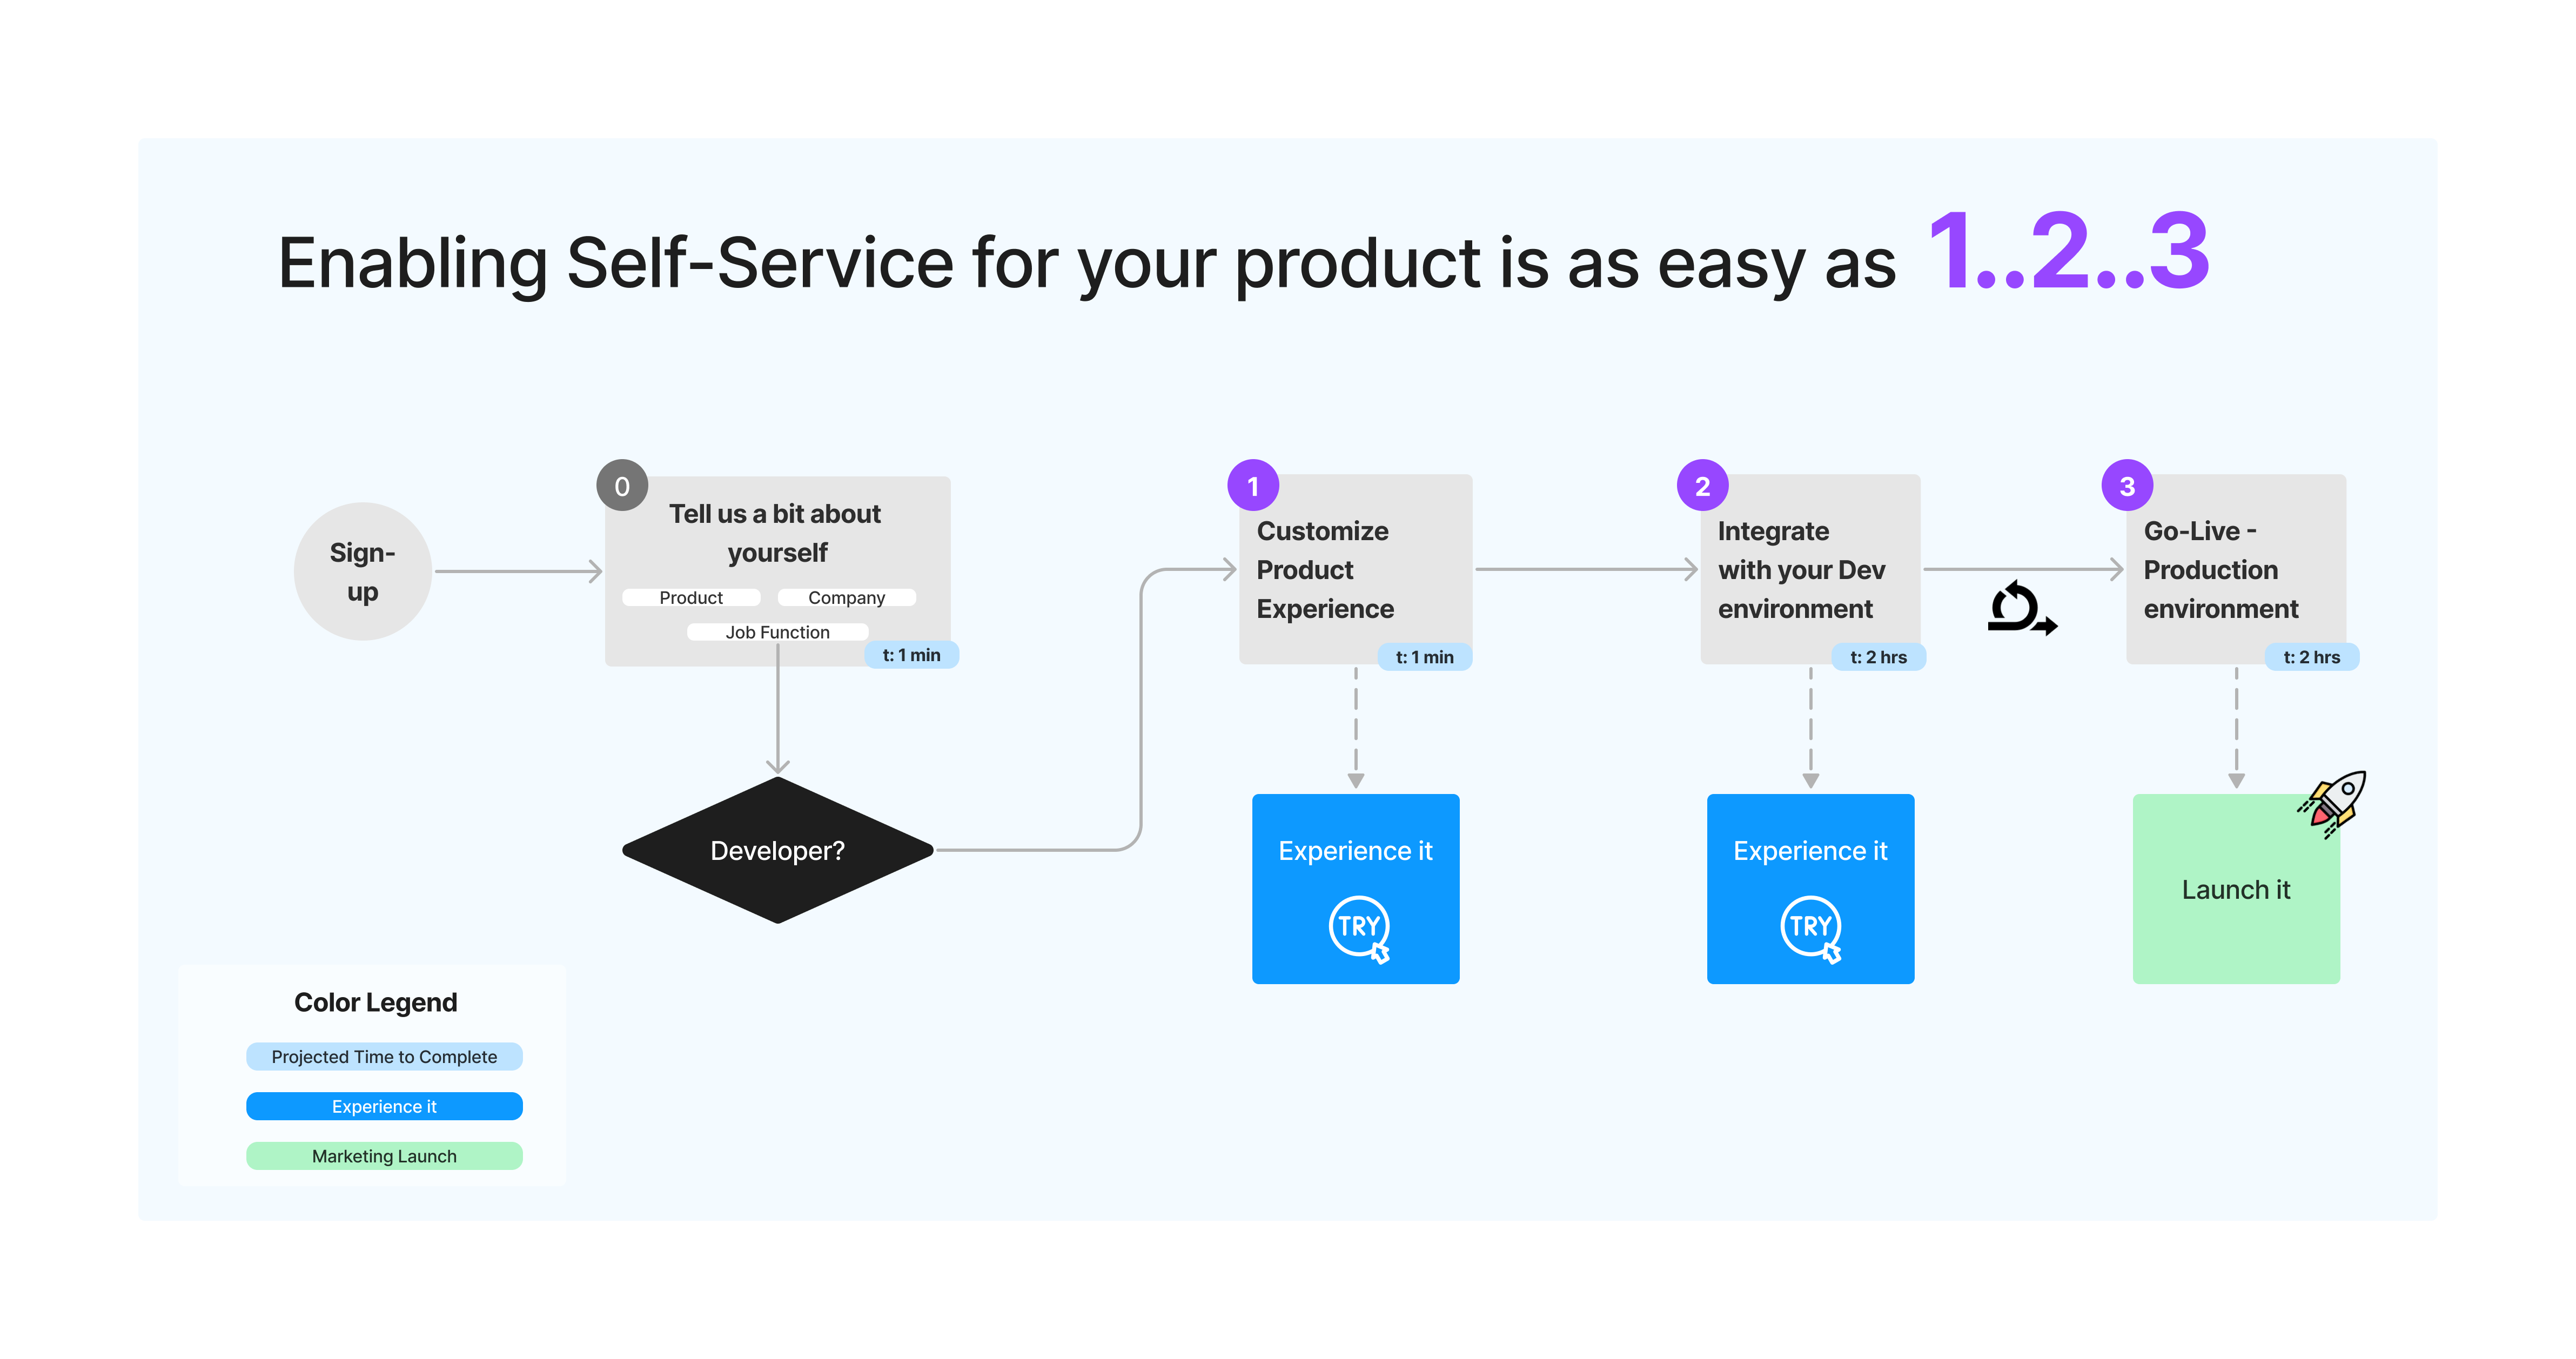 Enabling Self-Service for your product is as easy as 1..2..3
Sign-
up
0
Tell us a bit about
yourself
Product
Company
Job Function
t: 1 min
Developer?
1
Customize
Product
Experience
t: 1 min
Experience it
TRY
2
Integrate
with your Dev
environment
t: 2 hrs
Experience it
TRY
3
Go-Live -
Production
environment
t: 2 hrs
Launch it
Color Legend
Projected Time to Complete
Experience it
Marketing Launch